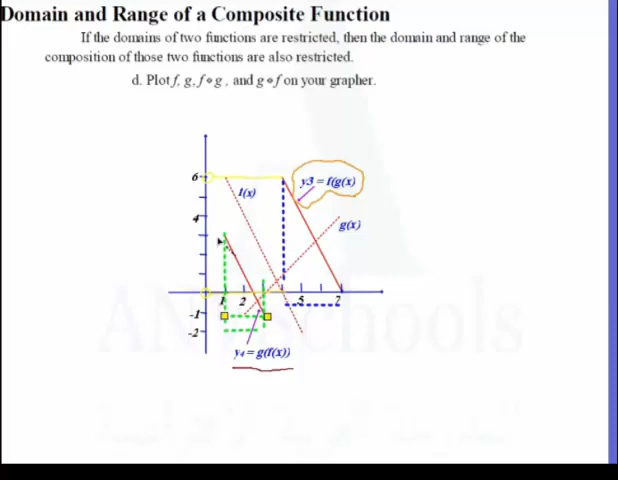 Domain and Range of a Composite Function
If the domains of two functions are restricted, then the domain and range of the
composition of those two functions are also restricted.
d. Plot f, g, f∘g , and g∘f on your grapher.
6
f(x)
y3 = f(g(x)
4
g(x)
1 2 5 7
-1
-2
y4 = g(f(x))